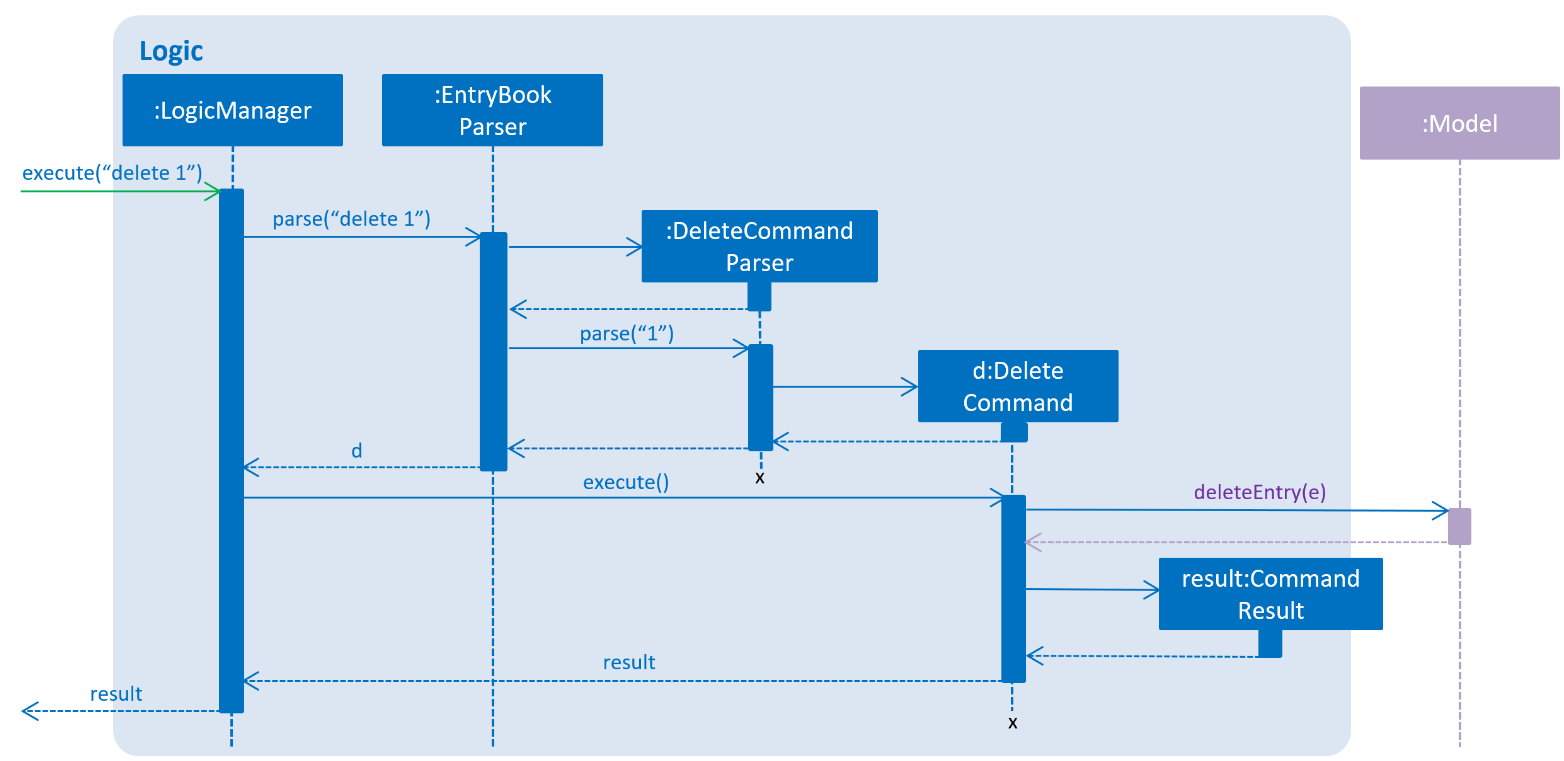 Logic
:LogicManager
:EntryBook
Parser
:Model
execute(“delete 1”)
parse(“delete 1”)
:DeleteCommand
Parser
parse(“1”)
d:Delete
Command
d
x
execute()
deleteEntry(e)
result:Command
Result
result
result
x